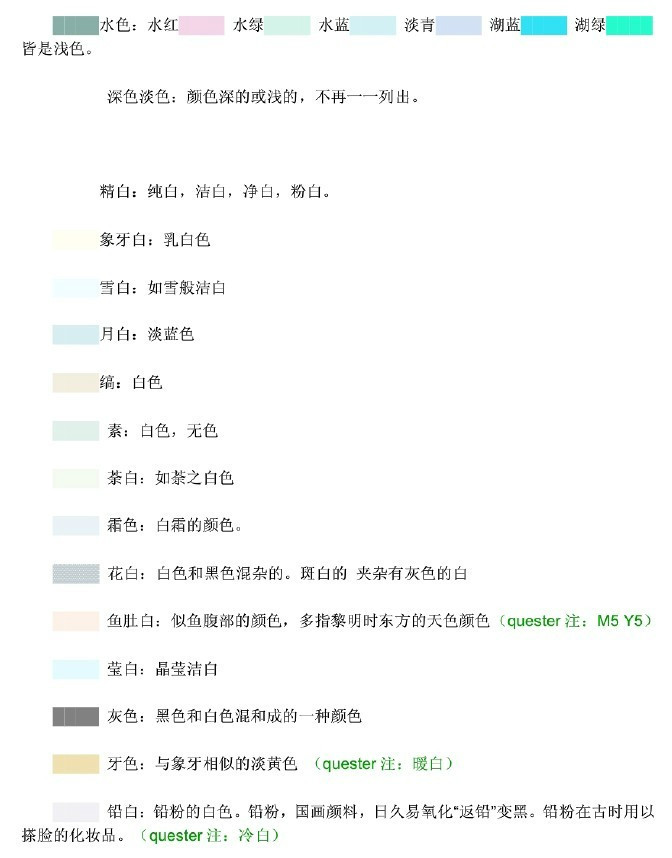 水色：水红 水绿 水蓝 淡青 湖蓝 湖绿
皆是浅色。
深色淡色：颜色深的或浅的，不再一一列出。
精白：纯白，洁白，净白，粉白。
象牙白：乳白色
雪白：如雪般洁白
月白：淡蓝色
缟：白色
素：白色，无色
荼白：如荼之白色
霜色：白霜的颜色。
花白：白色和黑色混杂的。斑白的 夹杂有灰色的白
鱼肚白：似鱼腹部的颜色，多指黎明时东方的天色颜色（quester 注：M5 Y5）
莹白：晶莹洁白
灰色：黑色和白色混和成的一种颜色
牙色：与象牙相似的淡黄色 （quester 注：暖白）
铅白：铅粉的白色。铅粉，国画颜料，日久易氧化“返铅”变黑。铅粉在古时用以
搽脸的化妆品。（quester 注：冷白）